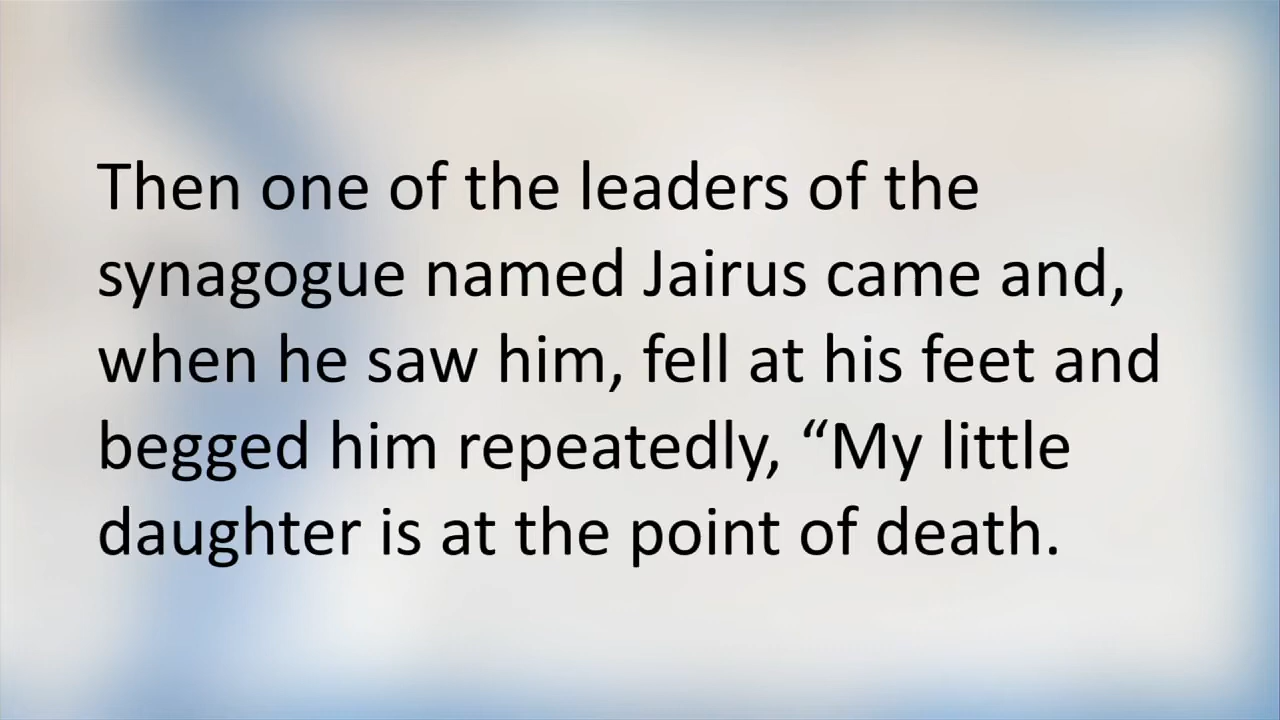 Then one of the leaders of the
synagogue named Jairus came and,
when he saw him, fell at his feet and
begged him repeatedly, “My little
daughter is at the point of death.